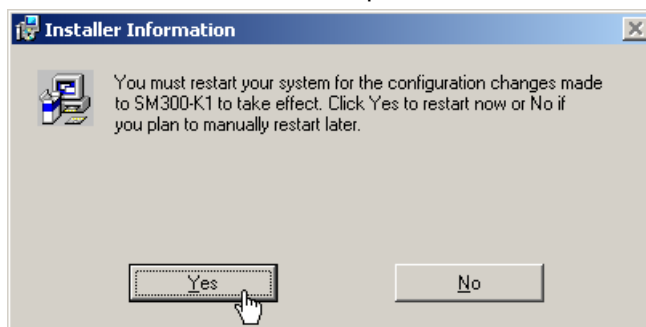 Installer Information
You must restart your system for the configuration changes made
to SM300-K1 to take effect. Click Yes to restart now or No if
you plan to manually restart later.
Yes
No